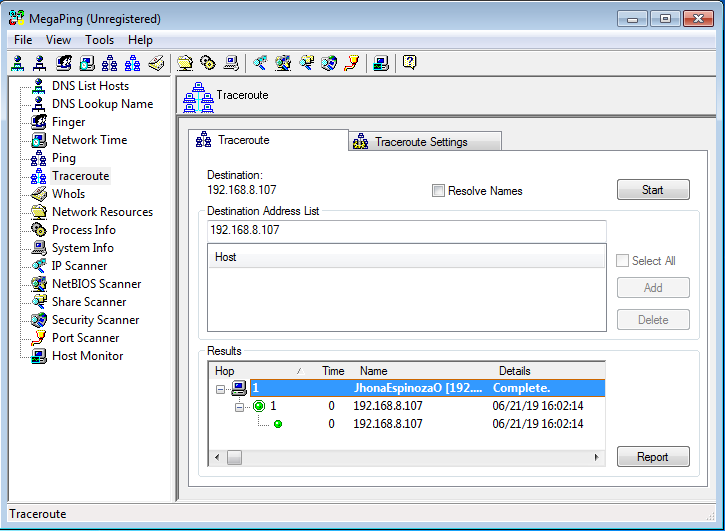 MegaPing (Unregistered)
File View Tools Help
DNS List Hosts
DNS Lookup Name
Finger
Network Time
Ping
Traceroute
WhoIs
Network Resources
Process Info
System Info
IP Scanner
NetBIOS Scanner
Share Scanner
Security Scanner
Port Scanner
Host Monitor
Traceroute
Traceroute Traceroute Settings
Destination:
192.168.8.107
Resolve Names
Start
Destination Address List
192.168.8.107
Host
Select All
Add
Delete
Results
Hop Time Name Details
1 JhonaEspinozaO [192.... Complete.
1 0 192.168.8.107 06/21/19 16:02:14
0 192.168.8.107 06/21/19 16:02:14
Report
Traceroute